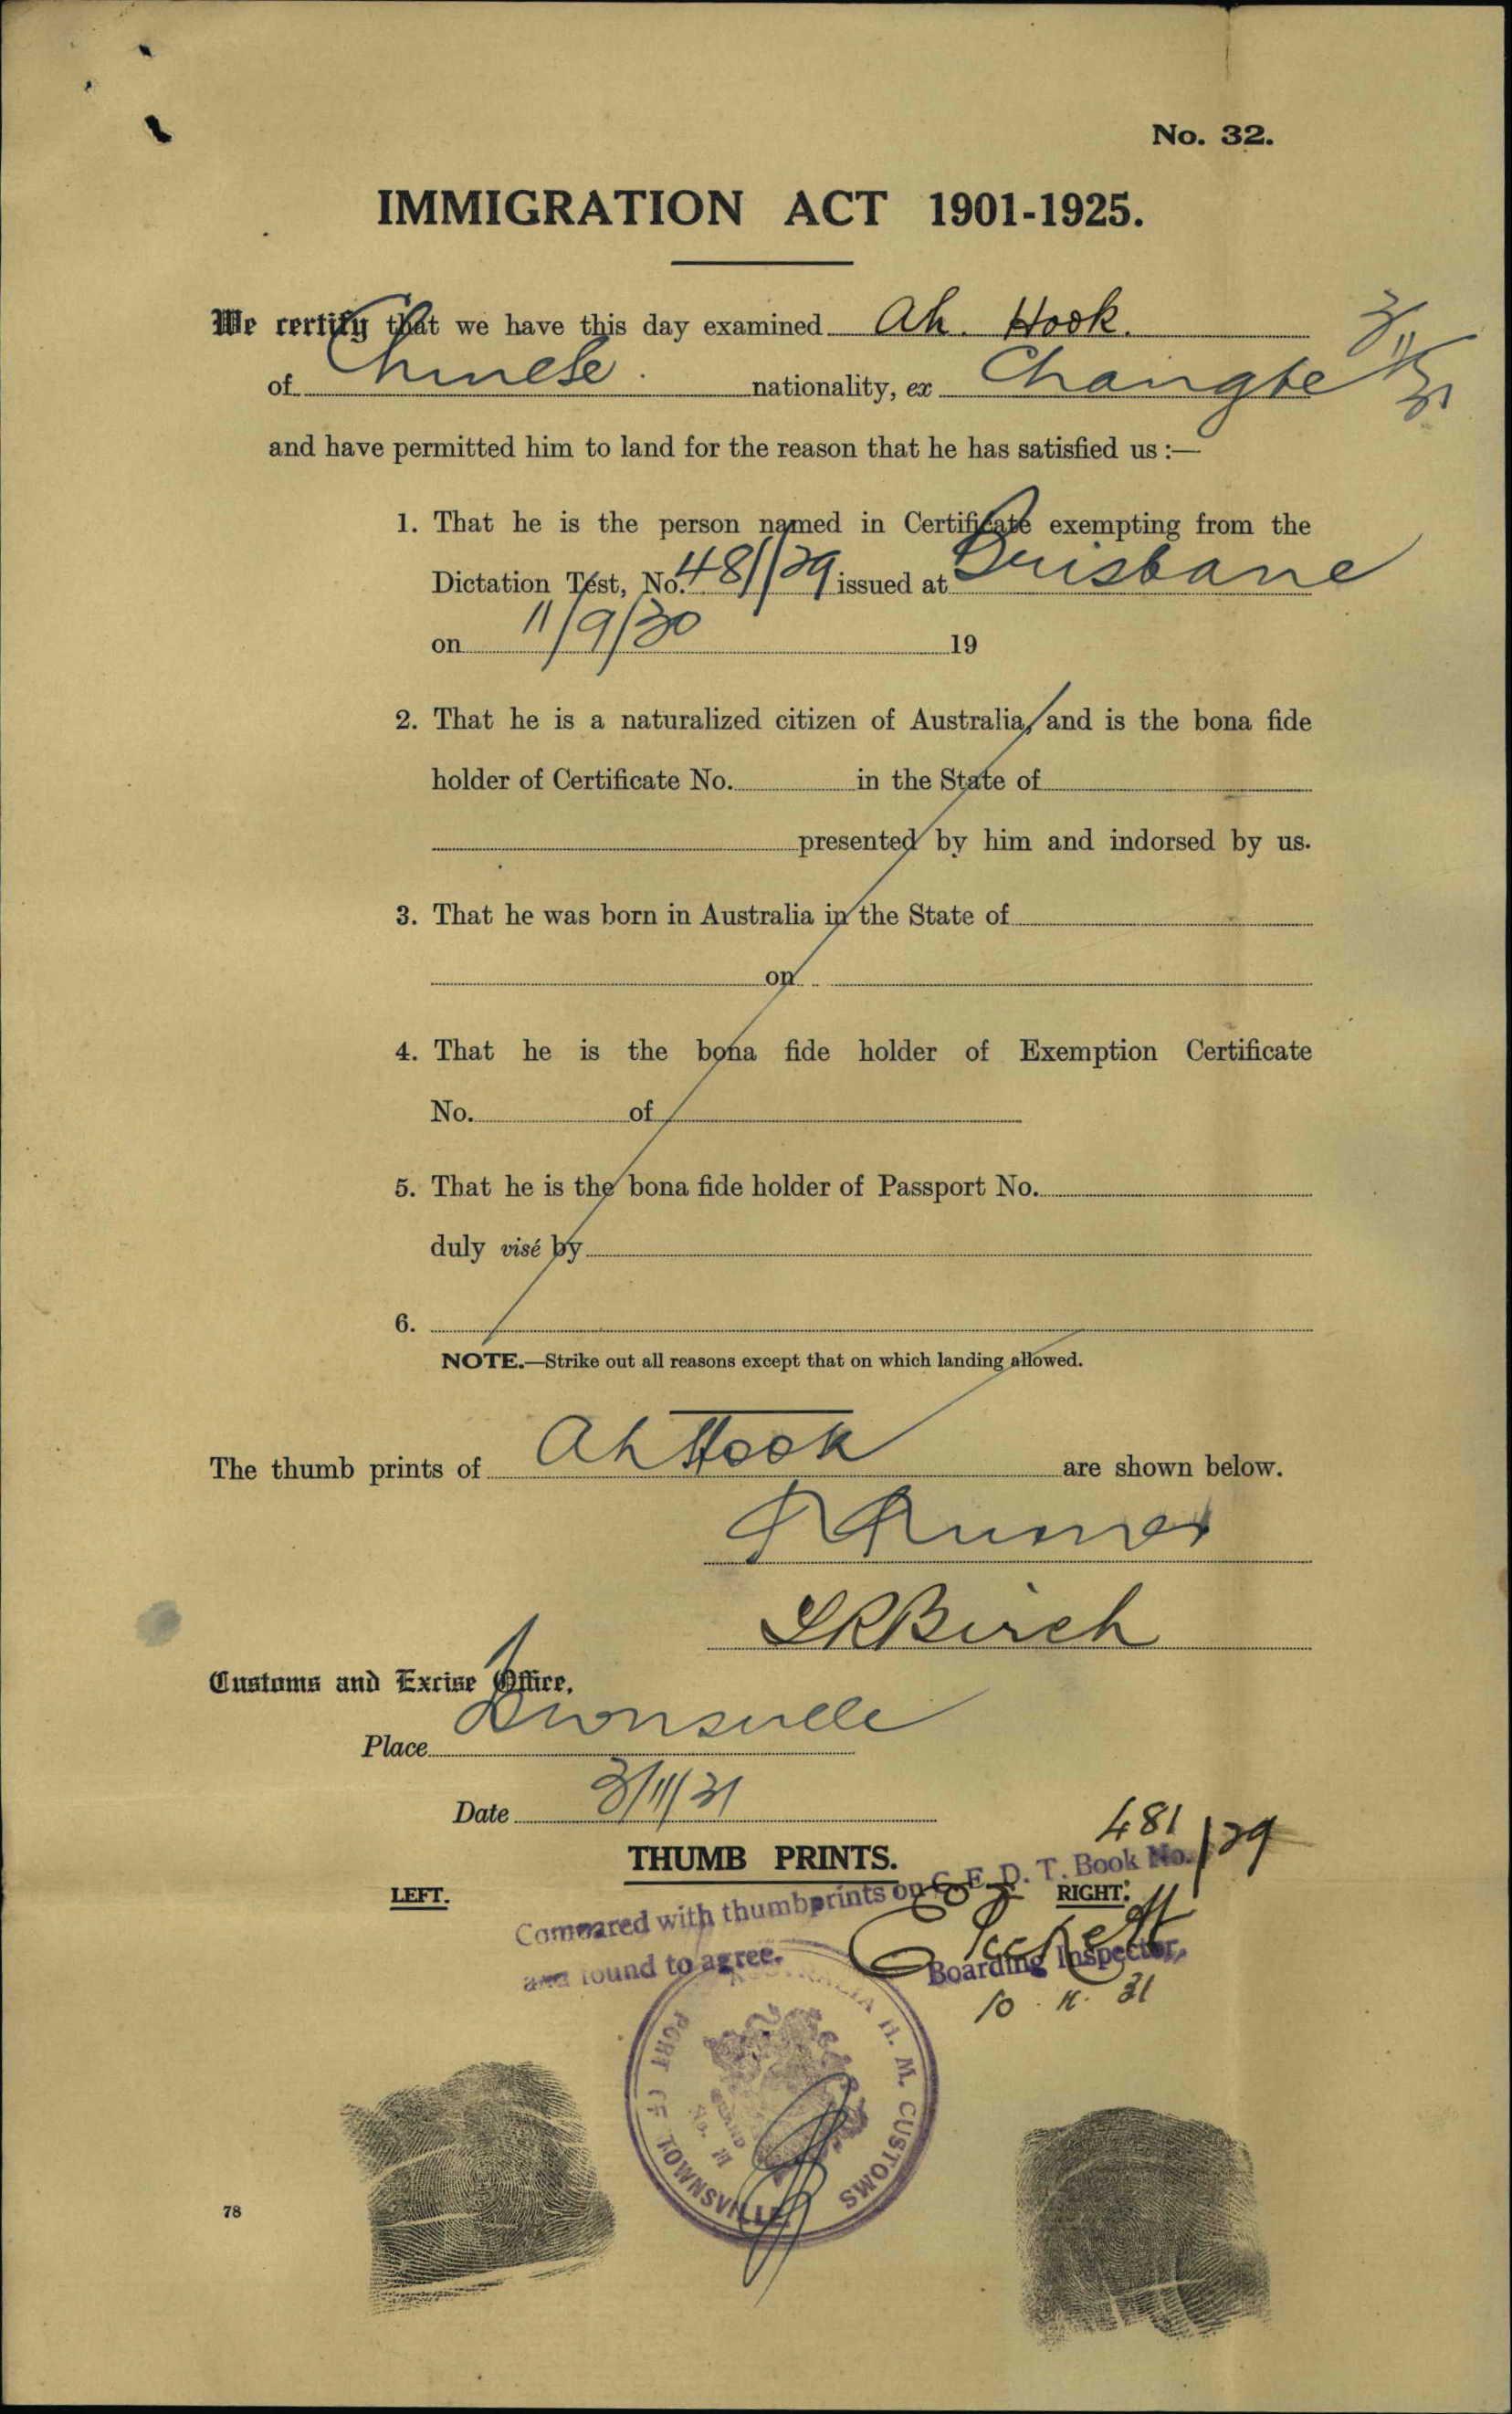 No. 32.
IMMIGRATION ACT 1901-1925.
We certify that we have this day examined Ah. Hook.
of Chinese. nationality, ex Changte 3/11/31
and have permitted him to land for the reason that he has satisfied us :—
1. That he is the person named in Certificate exempting from the
Dictation Test, No. 481/29 issued at Brisbane
on 11/9/30 19
2. That he is a naturalized citizen of Australia, and is the bona fide
holder of Certificate No. in the State of
presented by him and indorsed by us.
3. That he was born in Australia in the State of
on
4. That he is the bona fide holder of Exemption Certificate
No. of
5. That he is the bona fide holder of Passport No.
duly visé by
6.
NOTE.—Strike out all reasons except that on which landing allowed.
The thumb prints of Ah Hook are shown below.
LR Birch
Customs and Excise Office,
Place Townsville
Date 3/11/31
481/29
THUMB PRINTS.
LEFT. RIGHT.
Compared with thumbprints on C. E. D. T. Book No.
and found to agree.
Boarding Inspector,
10. 11. 31
AUSTRALIA H. M. CUSTOMS
PORT OF TOWNSVILLE
78